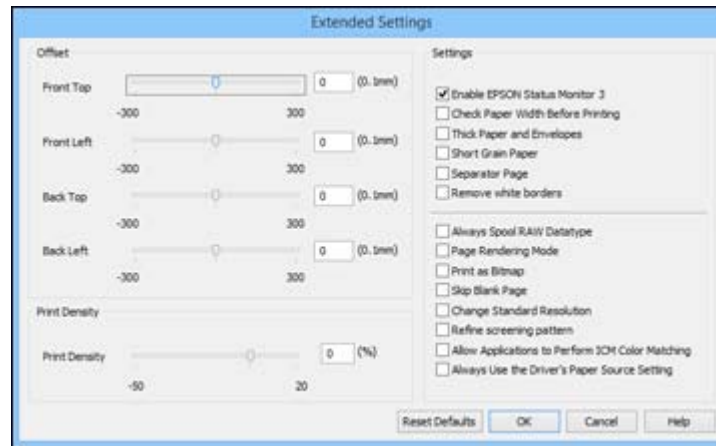 Extended Settings
Offset
Front Top
0
(0.1mm)
-300
300
Front Left
0
(0.1mm)
-300
300
Back Top
0
(0.1mm)
-300
300
Back Left
0
(0.1mm)
-300
300
Print Density
Print Density
0
(%)
-50
20
Settings
Enable EPSON Status Monitor 3
Check Paper Width Before Printing
Thick Paper and Envelopes
Short Grain Paper
Separator Page
Remove white borders
Always Spool RAW Datatype
Page Rendering Mode
Print as Bitmap
Skip Blank Page
Change Standard Resolution
Refine screening pattern
Allow Applications to Perform ICM Color Matching
Always Use the Driver's Paper Source Setting
Reset Defaults
OK
Cancel
Help